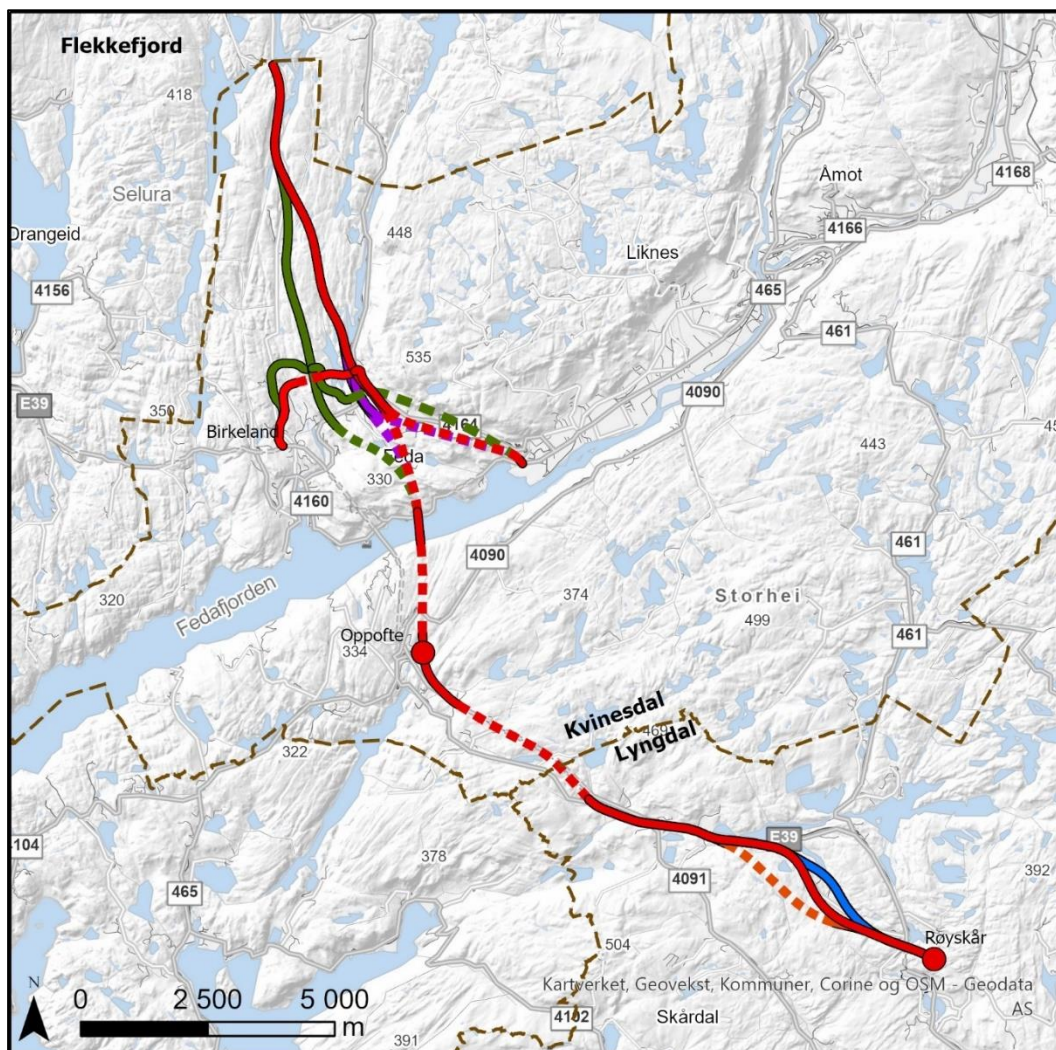 Flekkefjord
418
Åmot
4168
Selura
4166
448
Drangeid
Liknes
465
4156
461
535
4090
E39
350
4164
Birkeland
443
Feda
330
4160
4090
461
320
Fedafjorden
374
Storhei
499
461
Oppofte
334
Kvinesdal
469
Lyngdal
322
E39
104
378
392
4091
465
Røyskår
504
N
0 2 500 5 000
m
Kartverket, Geovekst, Kommuner, Corine og OSM - Geodata
AS
4102
Skårdal
391